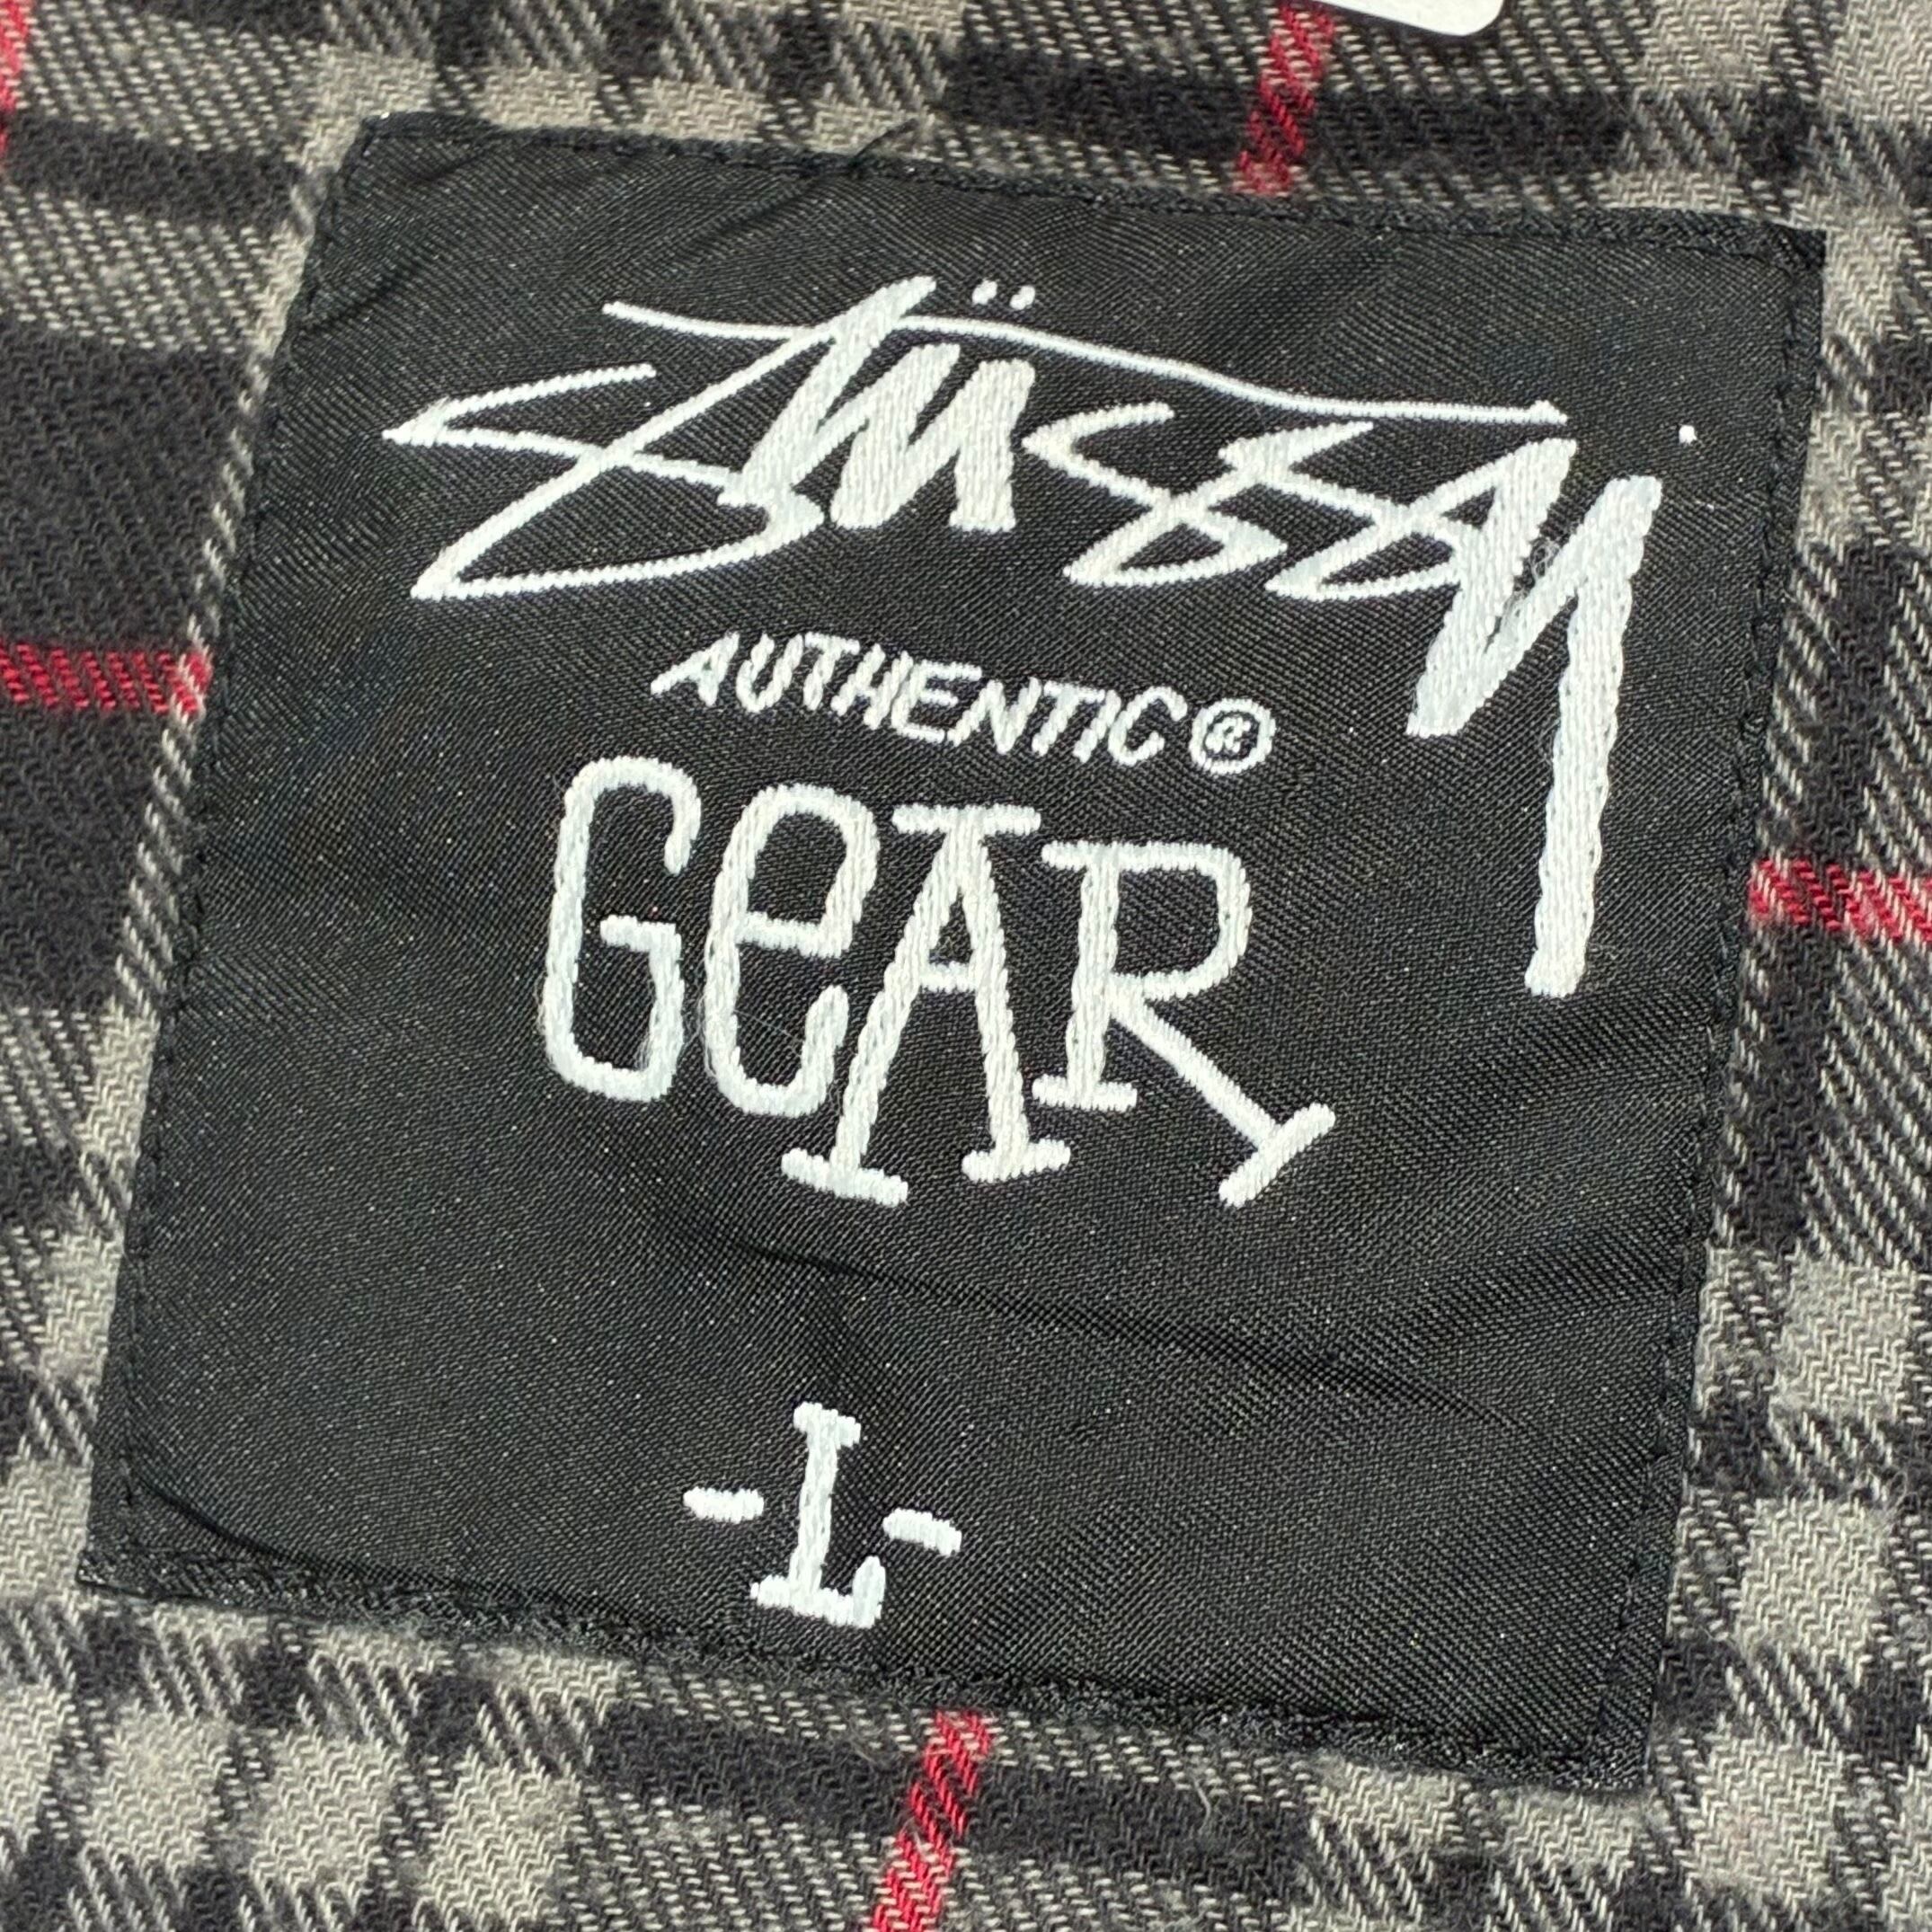 Stüssy
AUTHENTIC®
GeAR
-L-